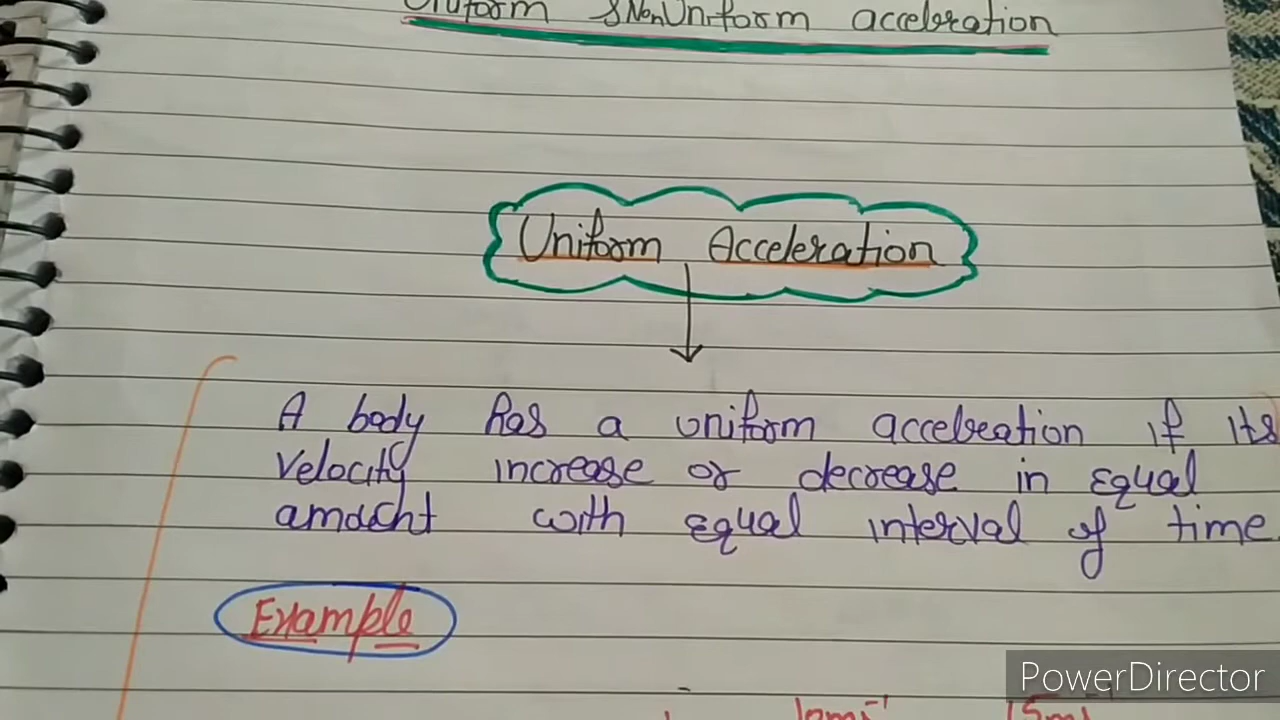 Uniform & Non Uniform acceleration
Uniform Acceleration
A body has a uniform acceleration if its
velocity increase or decrease in equal
amount with equal interval of time.
Example
PowerDirector